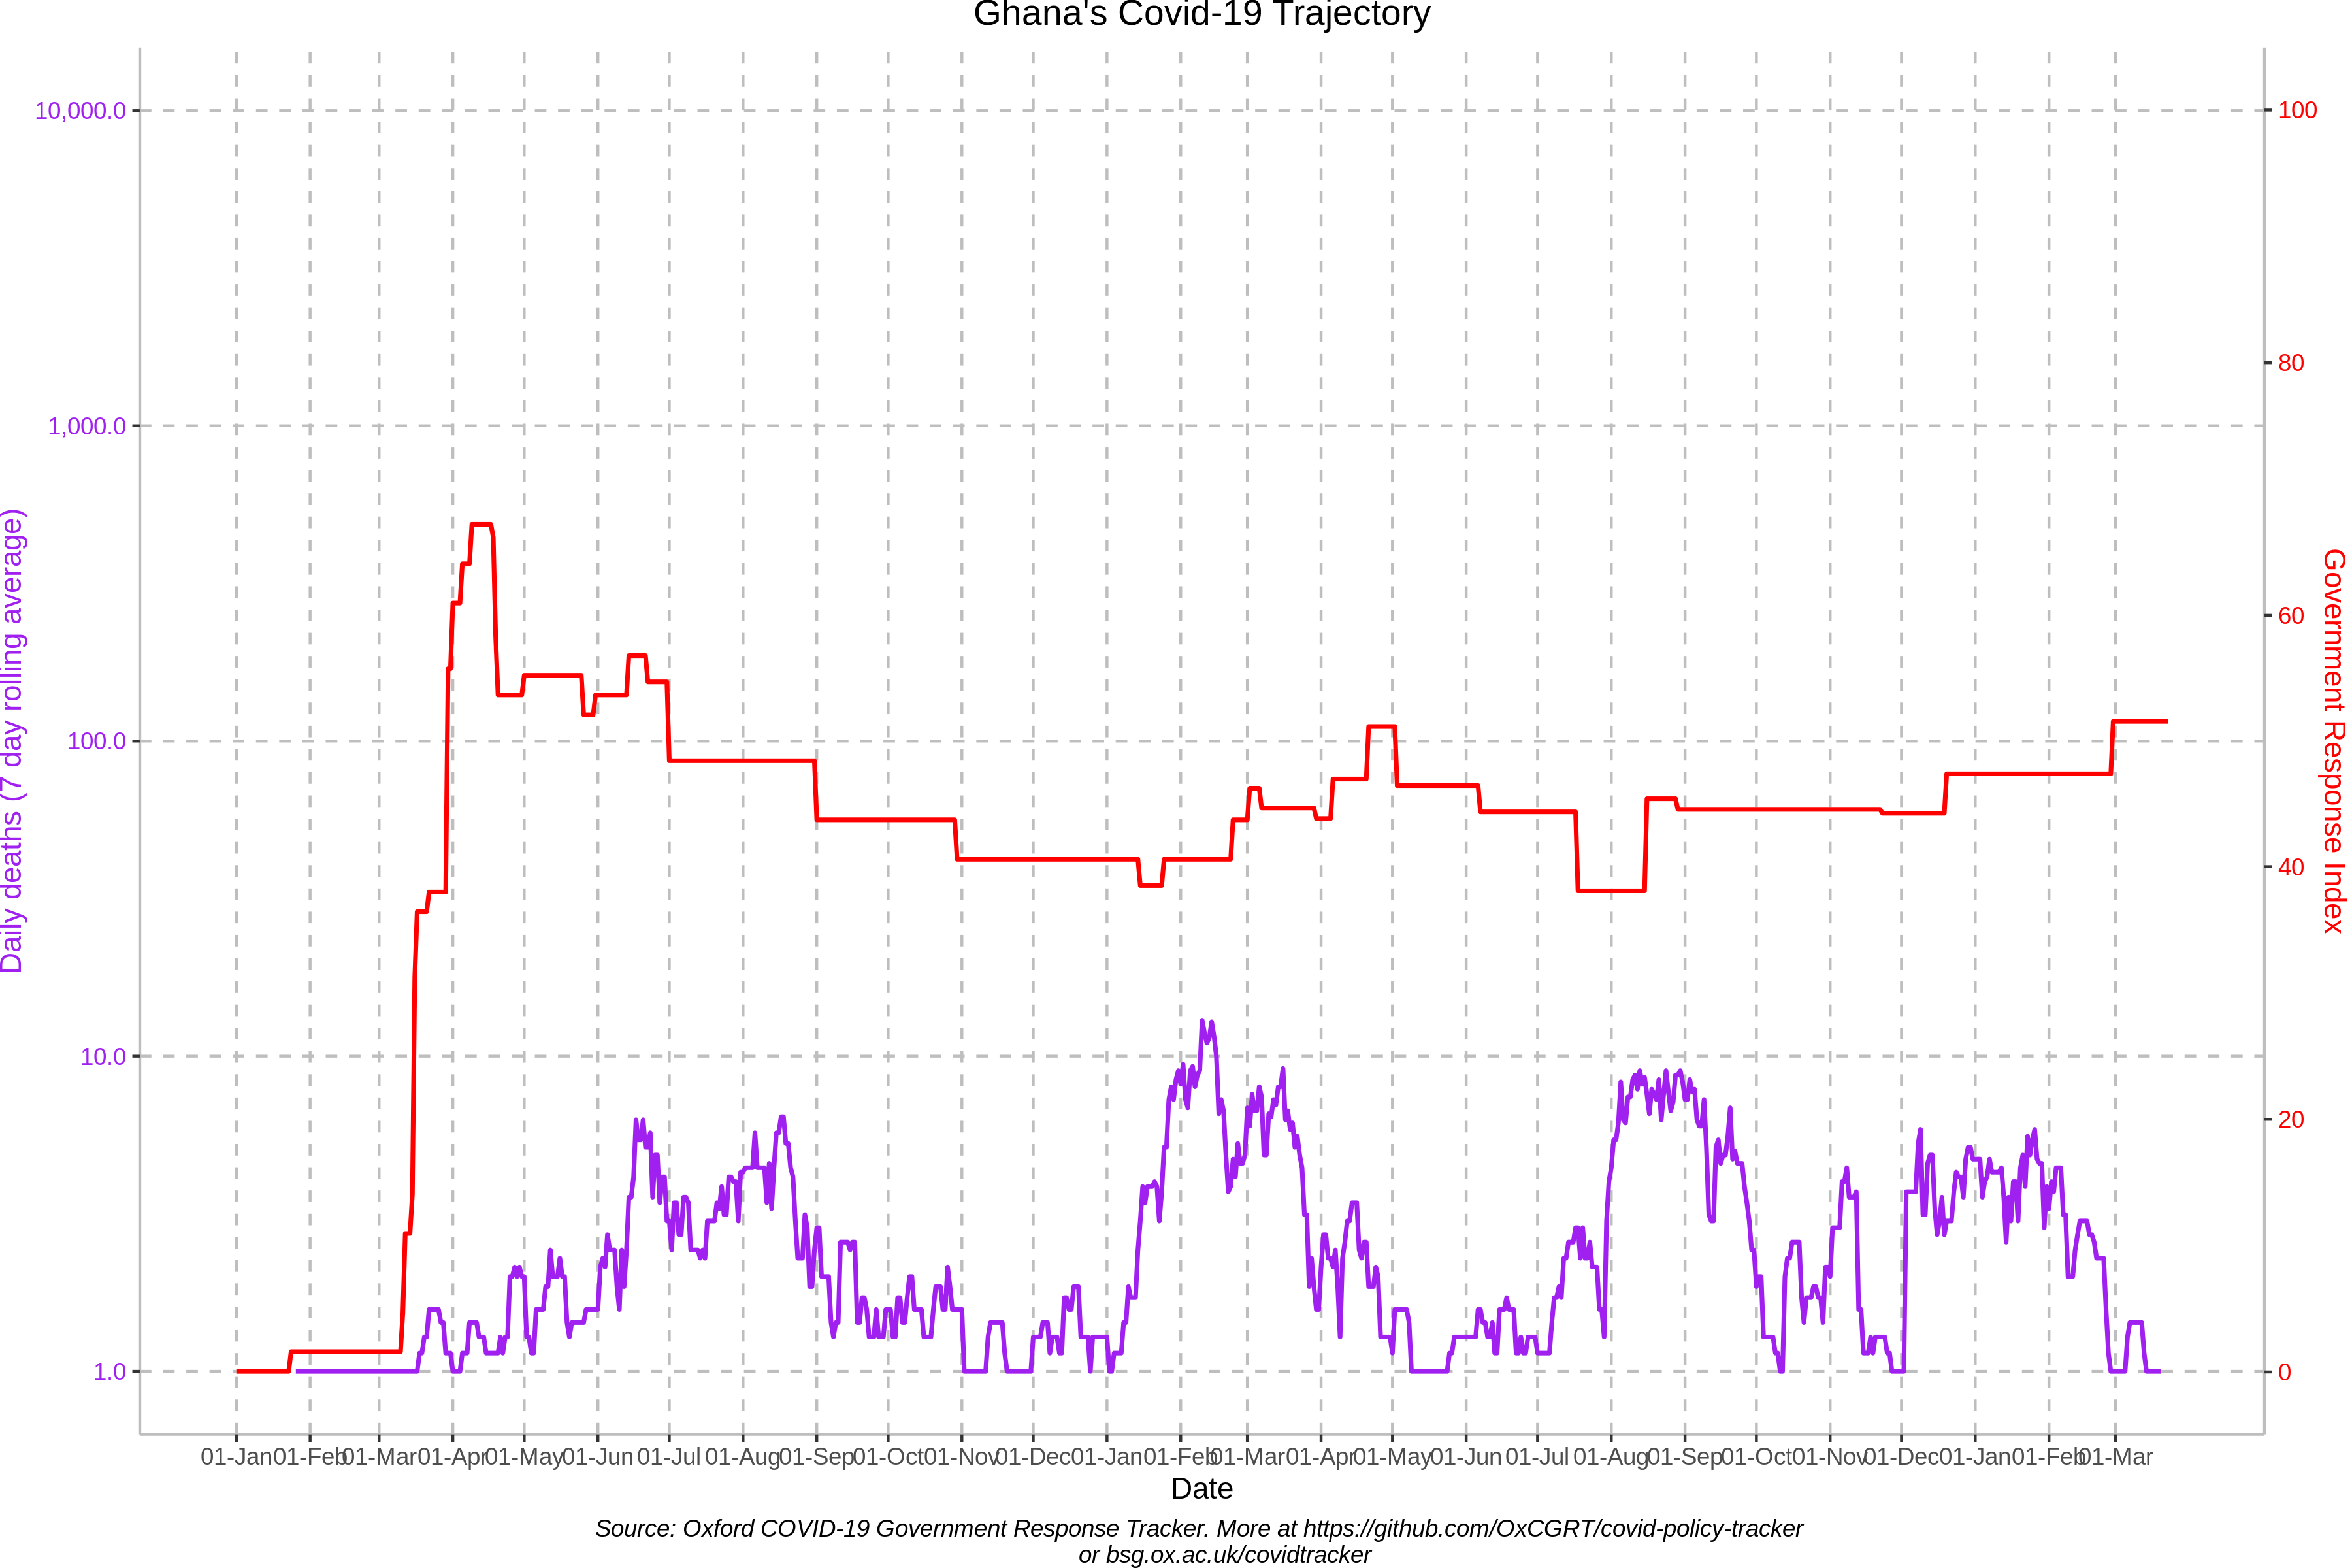 Ghana's Covid-19 Trajectory
10,000.0
1,000.0
100.0
10.0
1.0
Daily deaths (7 day rolling average)
100
80
60
40
20
0
Government Response Index
01-Jan 01-Feb 01-Mar 01-Apr 01-May 01-Jun 01-Jul 01-Aug 01-Sep 01-Oct 01-Nov 01-Dec 01-Jan 01-Feb 01-Mar 01-Apr 01-May 01-Jun 01-Jul 01-Aug 01-Sep 01-Oct 01-Nov 01-Dec 01-Jan 01-Feb 01-Mar
Date
Source: Oxford COVID-19 Government Response Tracker. More at https://github.com/OxCGRT/covid-policy-tracker
or bsg.ox.ac.uk/covidtracker